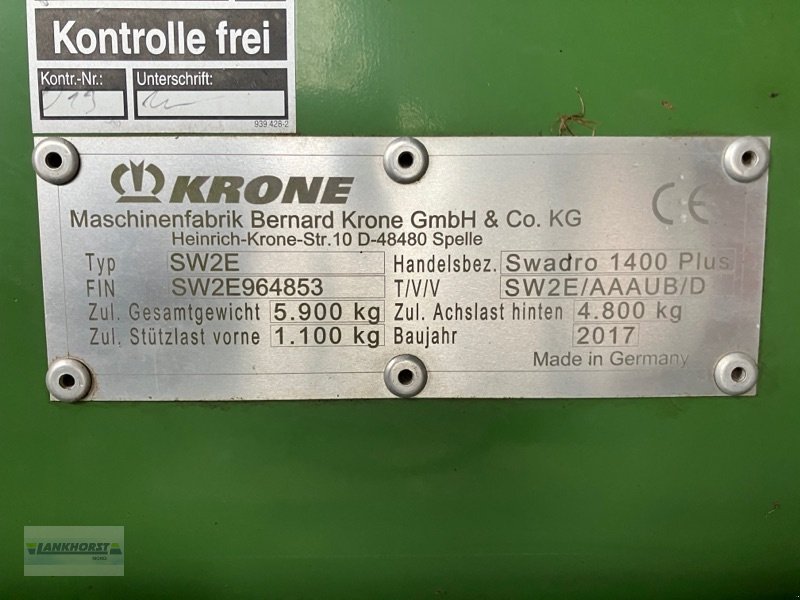 Kontrolle frei
Kontr.-Nr.: Unterschrift:
939 428-2
KRONE
Maschinenfabrik Bernard Krone GmbH & Co. KG
Heinrich-Krone-Str.10 D-48480 Spelle
CE
Typ SW2E Handelsbez. Swadro 1400 Plus
FIN SW2E964853 T/V/V SW2E/AAAUB/D
Zul. Gesamtgewicht 5.900 kg Zul. Achslast hinten 4.800 kg
Zul. Stützlast vorne 1.100 kg Baujahr 2017
Made in Germany
LANKHORST
NORD